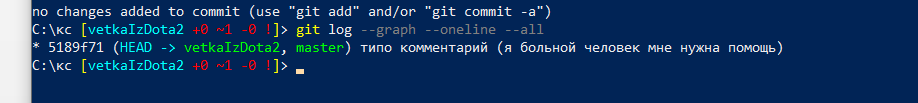 no changes added to commit (use "git add" and/or "git commit -a")
C:\кс [vetkaIzDota2 +0 ~1 -0 !]> git log --graph --oneline --all
* 5189f71 (HEAD -> vetkaIzDota2, master) типо комментарий (я больной человек мне нужна помощь)
C:\кс [vetkaIzDota2 +0 ~1 -0 !]>